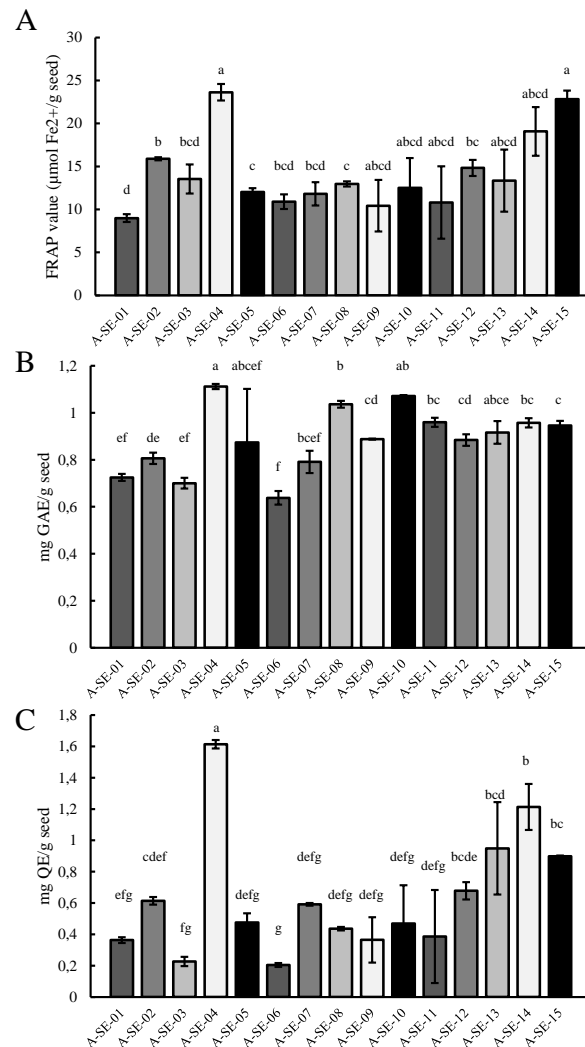 A
FRAP value (µmol Fe2+/g seed)
30
25
20
15
10
5
0
d
b
bcd
a
c
bcd
bcd
c
abcd
abcd
abcd
bc
abcd
abcd
a
A-SE-01
A-SE-02
A-SE-03
A-SE-04
A-SE-05
A-SE-06
A-SE-07
A-SE-08
A-SE-09
A-SE-10
A-SE-11
A-SE-12
A-SE-13
A-SE-14
A-SE-15
B
mg GAE/g seed
1,2
1
0,8
0,6
0,4
0,2
0
ef
de
ef
a
abcef
f
bcef
b
cd
ab
bc
cd
abce
bc
c
A-SE-01
A-SE-02
A-SE-03
A-SE-04
A-SE-05
A-SE-06
A-SE-07
A-SE-08
A-SE-09
A-SE-10
A-SE-11
A-SE-12
A-SE-13
A-SE-14
A-SE-15
C
mg QE/g seed
1,8
1,6
1,4
1,2
1
0,8
0,6
0,4
0,2
0
efg
cdef
fg
a
defg
g
defg
defg
defg
defg
defg
bcde
bcd
b
bc
A-SE-01
A-SE-02
A-SE-03
A-SE-04
A-SE-05
A-SE-06
A-SE-07
A-SE-08
A-SE-09
A-SE-10
A-SE-11
A-SE-12
A-SE-13
A-SE-14
A-SE-15